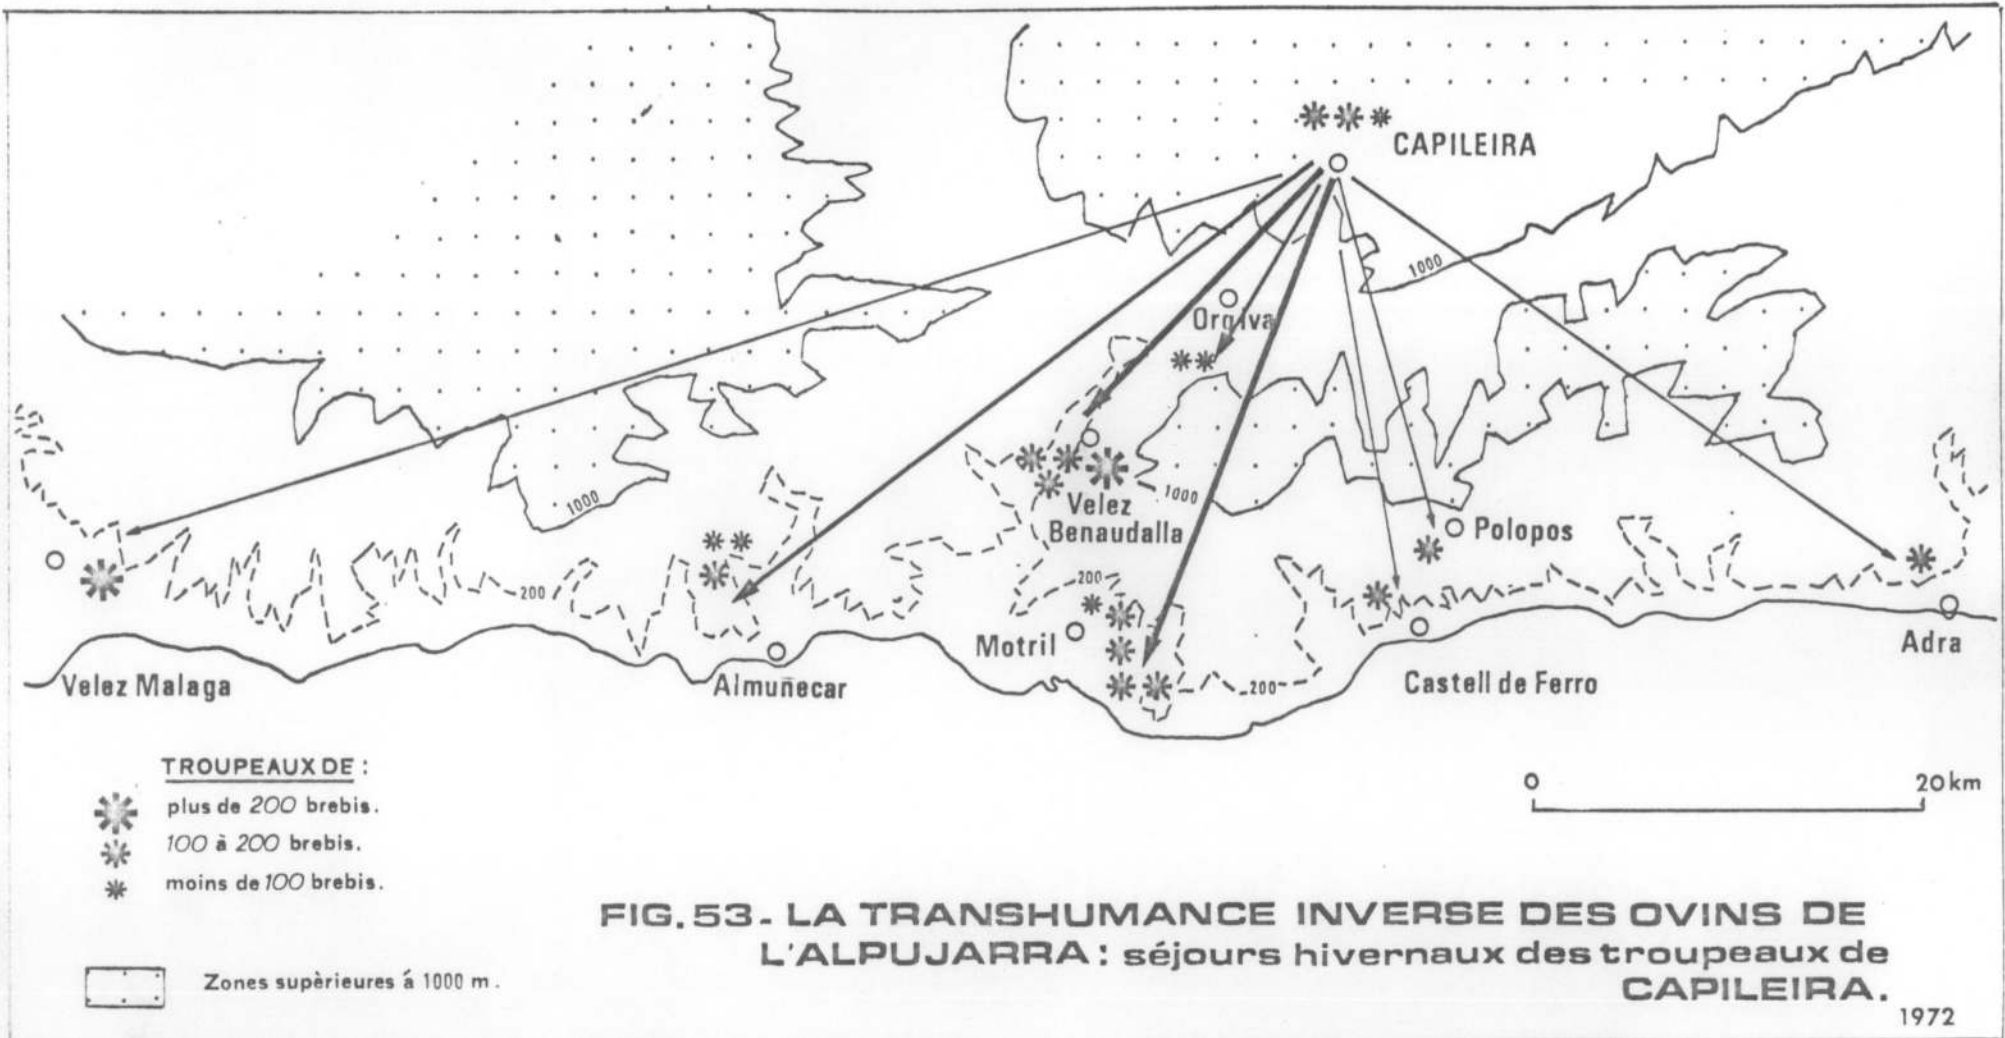 CAPILEIRA
1000
Orgiva
1000
1000
Velez
Benaudalla
Polopos
200
200
Motril
Adra
Velez Malaga
Almuñecar
200
Castell de Ferro
TROUPEAUX DE :
plus de 200 brebis.
100 à 200 brebis.
moins de 100 brebis.
0 20 km
Zones supèrieures á 1000 m .
FIG. 53 - LA TRANSHUMANCE INVERSE DES OVINS DE
L'ALPUJARRA : séjours hivernaux des troupeaux de
CAPILEIRA.
1972